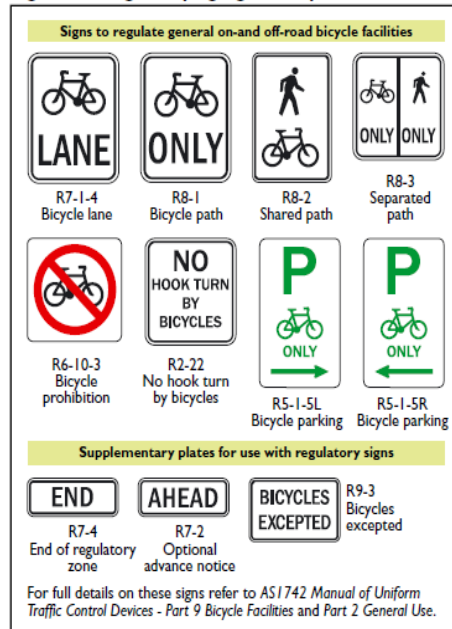 Signs to regulate general on-and off-road bicycle facilities
LANE
ONLY
ONLY ONLY
R7-1-4
Bicycle lane
R8-1
Bicycle path
R8-2
Shared path
R8-3
Separated
path
NO
HOOK TURN
BY
BICYCLES
P
ONLY
P
ONLY
R6-10-3
Bicycle
prohibition
R2-22
No hook turn
by bicycles
R5-1-5L
Bicycle parking
R5-1-5R
Bicycle parking
Supplementary plates for use with regulatory signs
END
R7-4
End of regulatory
zone
AHEAD
R7-2
Optional
advance notice
BICYCLES
EXCEPTED
R9-3
Bicycles
excepted
For full details on these signs refer to AS1742 Manual of Uniform
Traffic Control Devices - Part 9 Bicycle Facilities and Part 2 General Use.